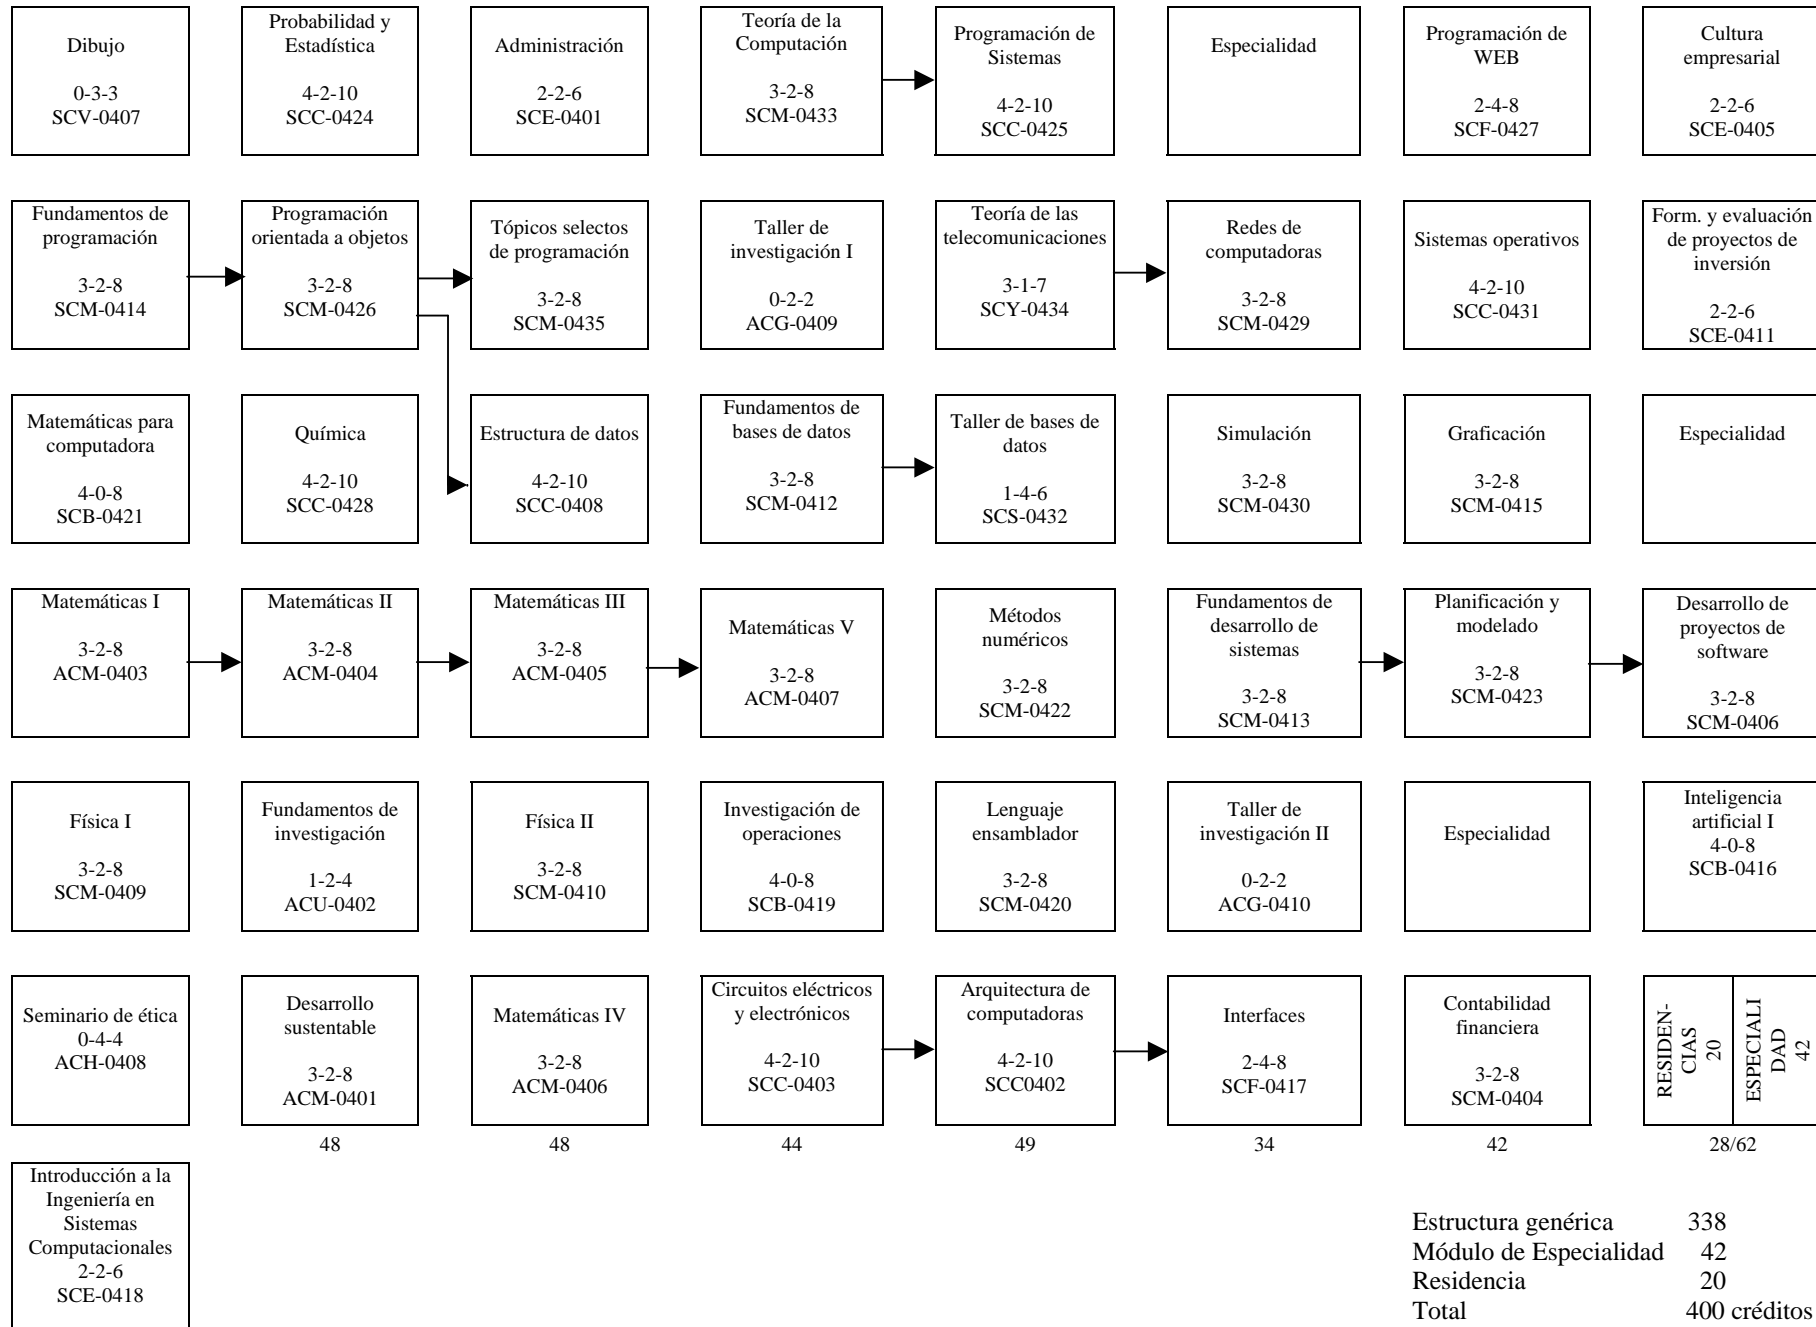 Dibujo
0-3-3
SCV-0407
Probabilidad y
Estadística
4-2-10
SCC-0424
Administración
2-2-6
SCE-0401
Teoría de la
Computación
3-2-8
SCM-0433
Programación de
Sistemas
4-2-10
SCC-0425
Especialidad
Programación de
WEB
2-4-8
SCF-0427
Cultura
empresarial
2-2-6
SCE-0405
Fundamentos de
programación
3-2-8
SCM-0414
Programación
orientada a objetos
3-2-8
SCM-0426
Tópicos selectos
de programación
3-2-8
SCM-0435
Taller de
investigación I
0-2-2
ACG-0409
Teoría de las
telecomunicaciones
3-1-7
SCY-0434
Redes de
computadoras
3-2-8
SCM-0429
Sistemas operativos
4-2-10
SCC-0431
Form. y evaluación
de proyectos de
inversión
2-2-6
SCE-0411
Matemáticas para
computadora
4-0-8
SCB-0421
Química
4-2-10
SCC-0428
Estructura de datos
4-2-10
SCC-0408
Fundamentos de
bases de datos
3-2-8
SCM-0412
Taller de bases de
datos
1-4-6
SCS-0432
Simulación
3-2-8
SCM-0430
Graficación
3-2-8
SCM-0415
Especialidad
Matemáticas I
3-2-8
ACM-0403
Matemáticas II
3-2-8
ACM-0404
Matemáticas III
3-2-8
ACM-0405
Matemáticas V
3-2-8
ACM-0407
Métodos
numéricos
3-2-8
SCM-0422
Fundamentos de
desarrollo de
sistemas
3-2-8
SCM-0413
Planificación y
modelado
3-2-8
SCM-0423
Desarrollo de
proyectos de
software
3-2-8
SCM-0406
Física I
3-2-8
SCM-0409
Fundamentos de
investigación
1-2-4
ACU-0402
Física II
3-2-8
SCM-0410
Investigación de
operaciones
4-0-8
SCB-0419
Lenguaje
ensamblador
3-2-8
SCM-0420
Taller de
investigación II
0-2-2
ACG-0410
Especialidad
Inteligencia
artificial I
4-0-8
SCB-0416
Seminario de ética
0-4-4
ACH-0408
Desarrollo
sustentable
3-2-8
ACM-0401
Matemáticas IV
3-2-8
ACM-0406
Circuitos eléctricos
y electrónicos
4-2-10
SCC-0403
Arquitectura de
computadoras
4-2-10
SCC0402
Interfaces
2-4-8
SCF-0417
Contabilidad
financiera
3-2-8
SCM-0404
RESIDEN-
CIAS
20
ESPECIALI
DAD
42
48
48
44
49
34
42
28/62
Introducción a la
Ingeniería en
Sistemas
Computacionales
2-2-6
SCE-0418
Estructura genérica 338
Módulo de Especialidad 42
Residencia 20
Total 400 créditos